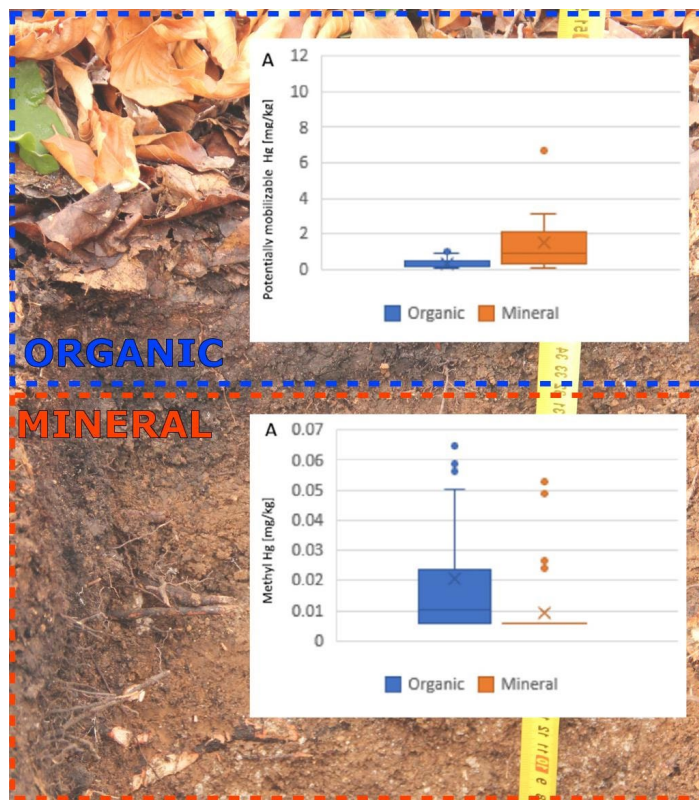 A
Potentially mobilizable Hg [mg/kg]
12
10
8
6
4
2
0
Organic Mineral
ORGANIC
MINERAL
A
Methyl Hg [mg/kg]
0.07
0.06
0.05
0.04
0.03
0.02
0.01
0
Organic Mineral